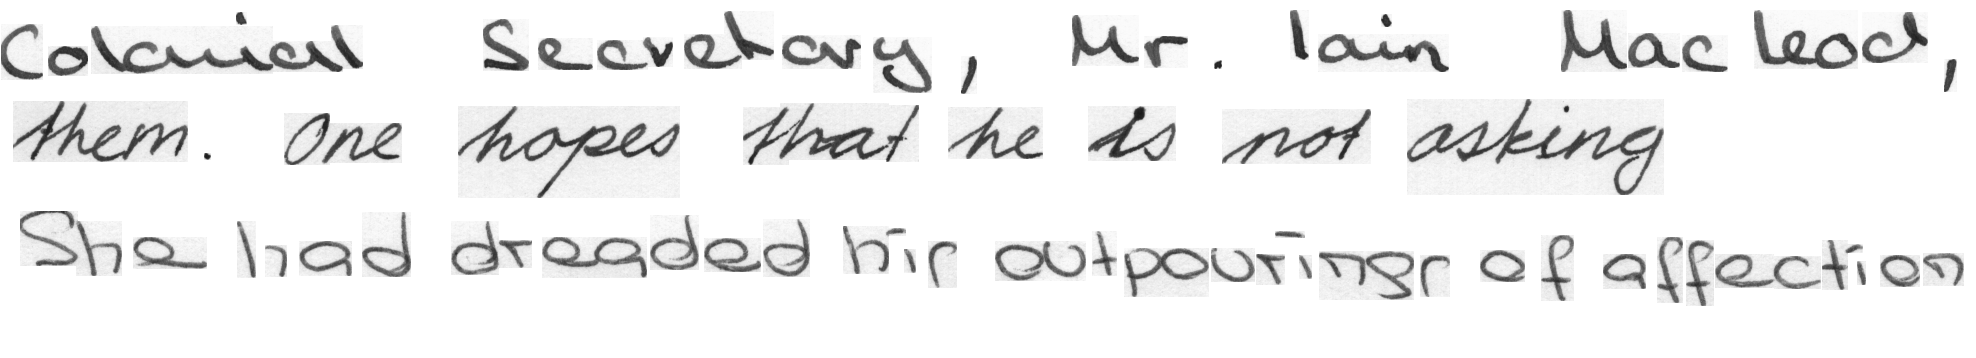 Colonial Secretary, Mr. Iain Macleod,
them. One hopes that he is not asking
She had dreaded his outpourings of affection